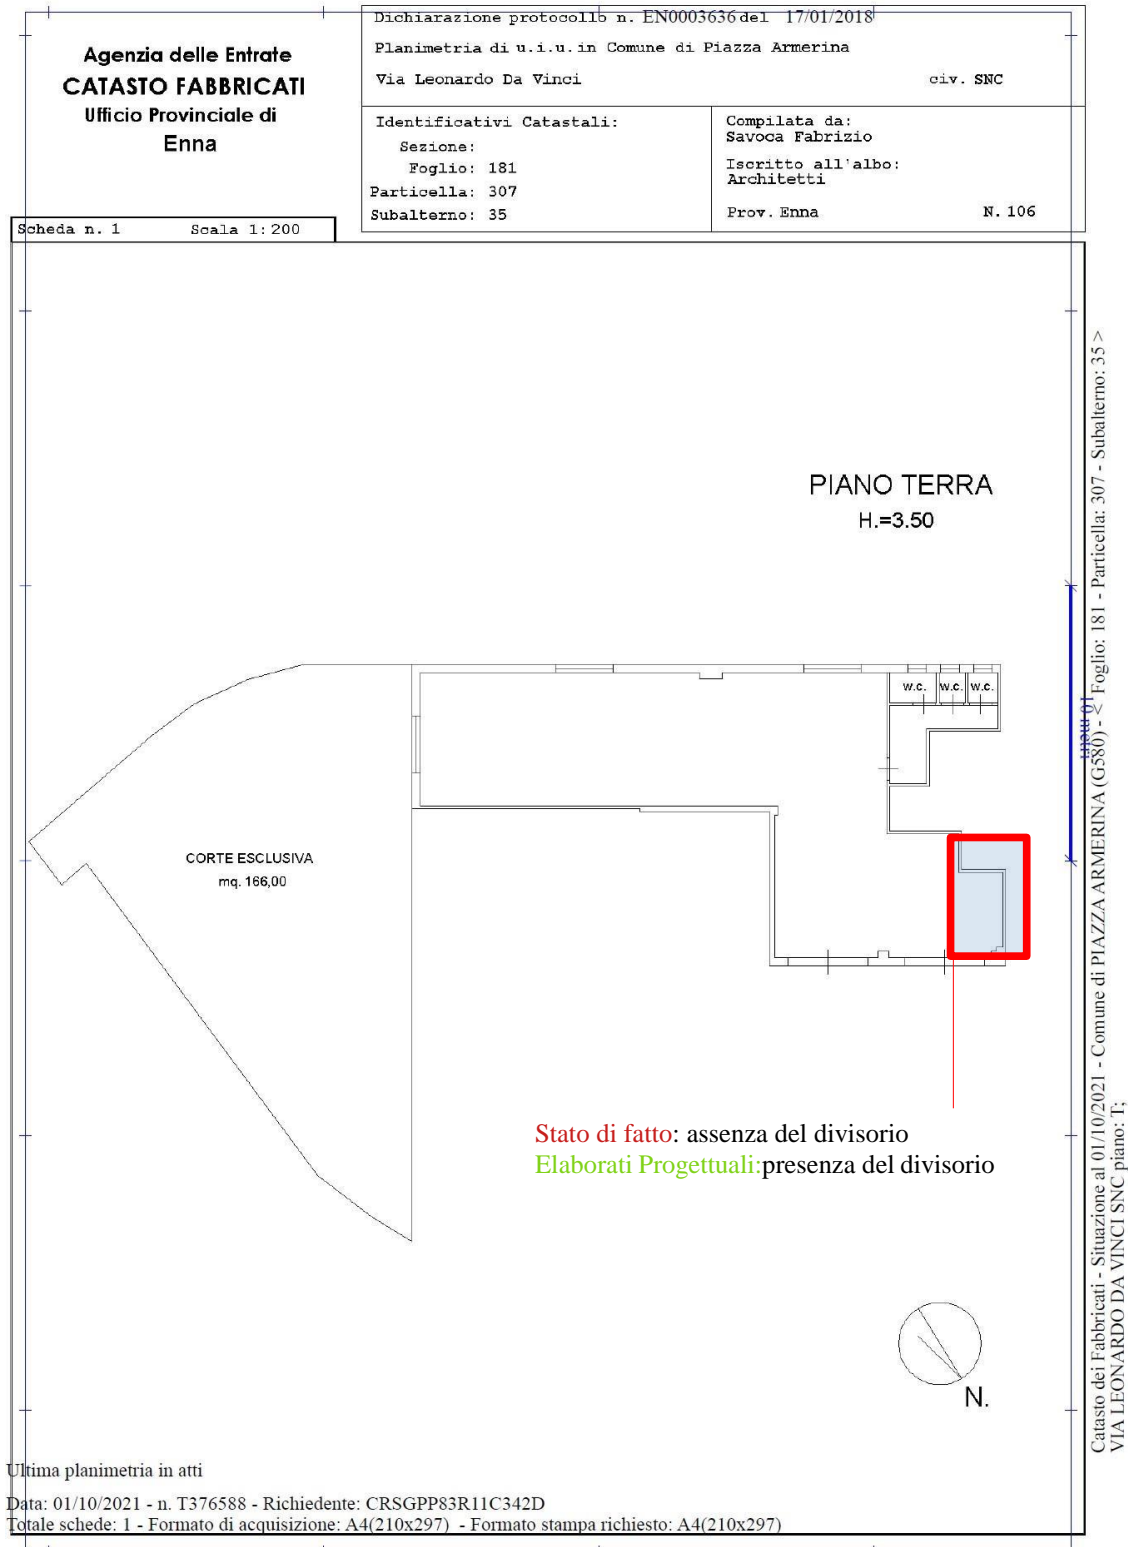 Agenzia delle Entrate
CATASTO FABBRICATI
Ufficio Provinciale di
Enna
Dichiarazione protocollo n. EN0003636 del 17/01/2018
Planimetria di u.i.u. in Comune di Piazza Armerina
Via Leonardo Da Vinci civ. SNC
Identificativi Catastali:
Sezione:
Foglio: 181
Particella: 307
Subalterno: 35
Compilata da:
Savoca Fabrizio
Iscritto all'albo:
Architetti
Prov. Enna N. 106
Scheda n. 1 Scala 1:200
PIANO TERRA
H.=3.50
w.c. w.c. w.c.
CORTE ESCLUSIVA
mq. 166,00
10 metri
Stato di fatto: assenza del divisorio
Elaborati Progettuali:presenza del divisorio
N.
Catasto dei Fabbricati - Situazione al 01/10/2021 - Comune di PIAZZA ARMERINA (G580) - < Foglio: 181 - Particella: 307 - Subalterno: 35 >
VIA LEONARDO DA VINCI SNC piano: T;
Ultima planimetria in atti
Data: 01/10/2021 - n. T376588 - Richiedente: CRSGPP83R11C342D
Totale schede: 1 - Formato di acquisizione: A4(210x297) - Formato stampa richiesto: A4(210x297)